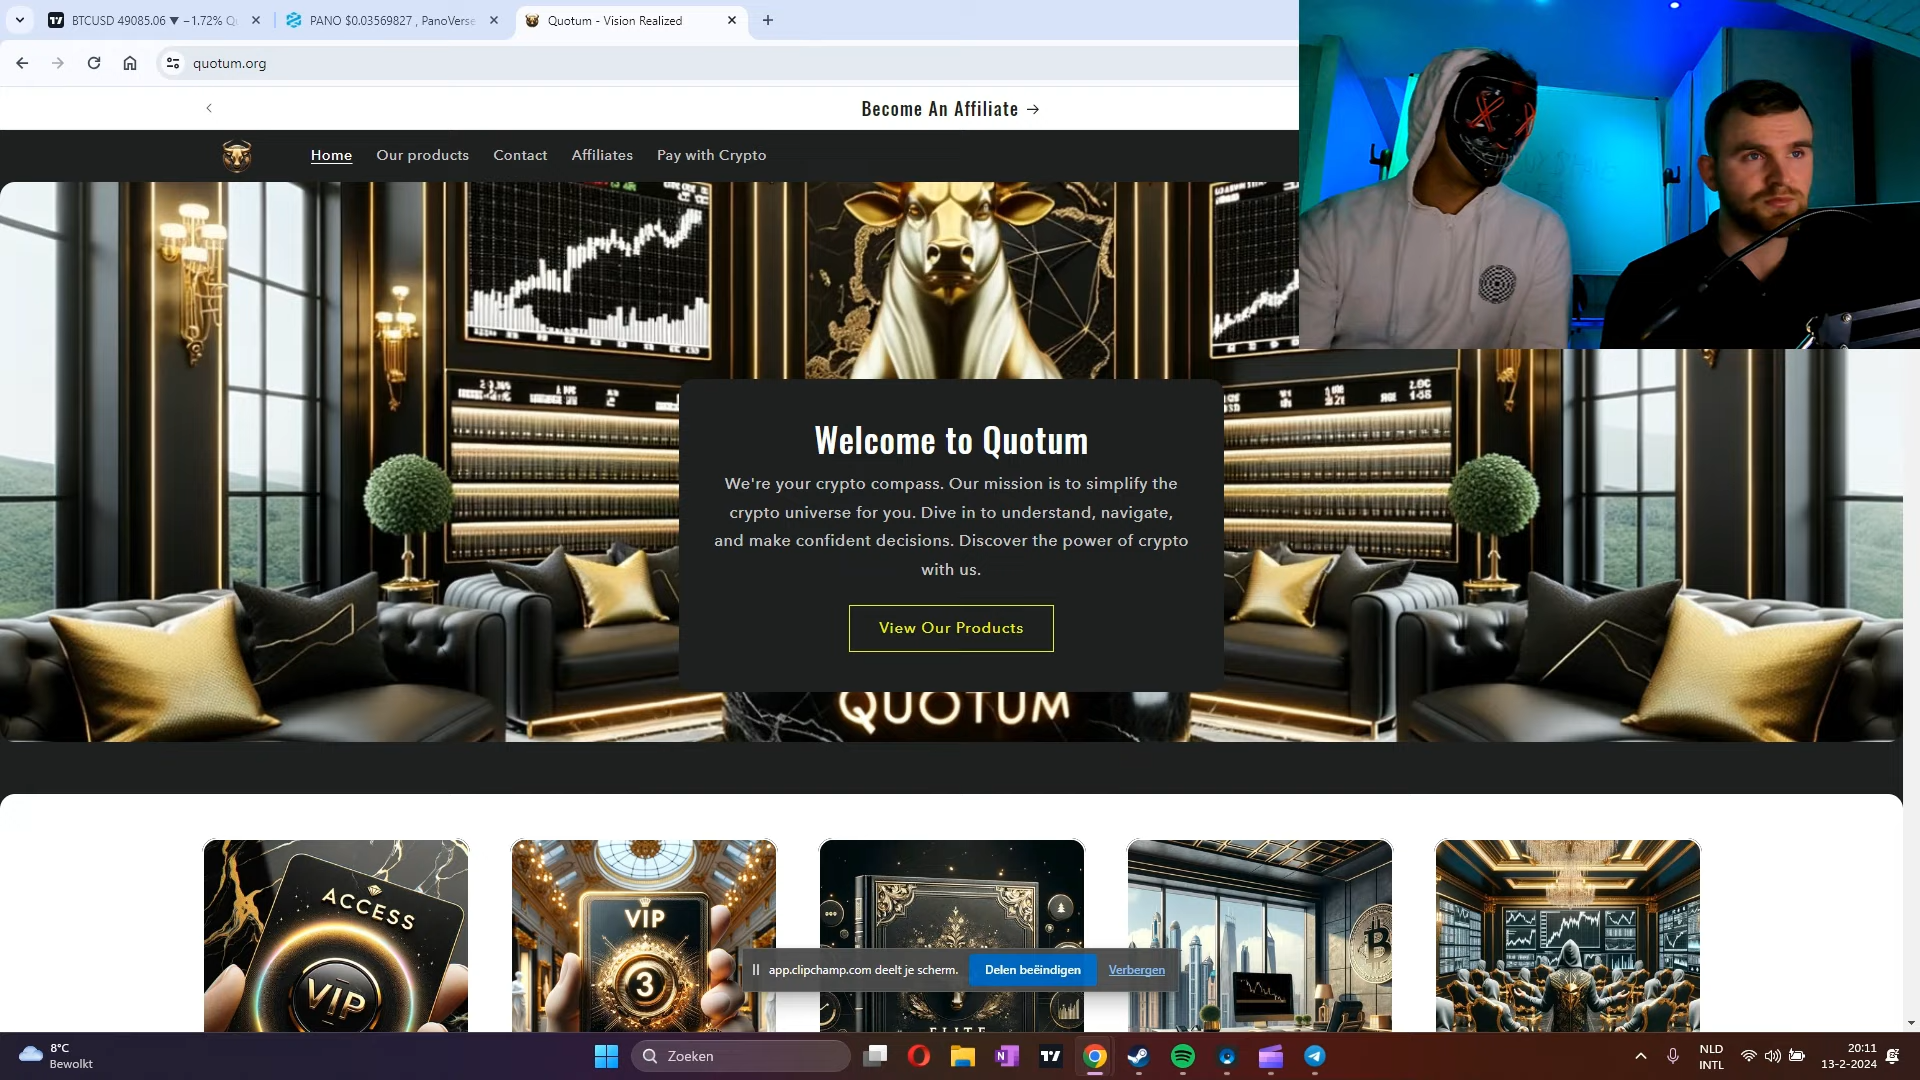 BTCUSD 49085.06 ▼ −1.72%
PANO $0.03569827 , PanoVerse
Quotum - Vision Realized
quotum.org
Become An Affiliate →
Home
Our products
Contact
Affiliates
Pay with Crypto
Welcome to Quotum
We're your crypto compass. Our mission is to simplify the
crypto universe for you. Dive in to understand, navigate,
and make confident decisions. Discover the power of crypto
with us.
View Our Products
QUOTUM
ACCESS
VIP
VIP
3
ELITE
app.clipchamp.com deelt je scherm.
Delen beëindigen
Verbergen
8°C
Bewolkt
Zoeken
NLD
INTL
20:11
13-2-2024